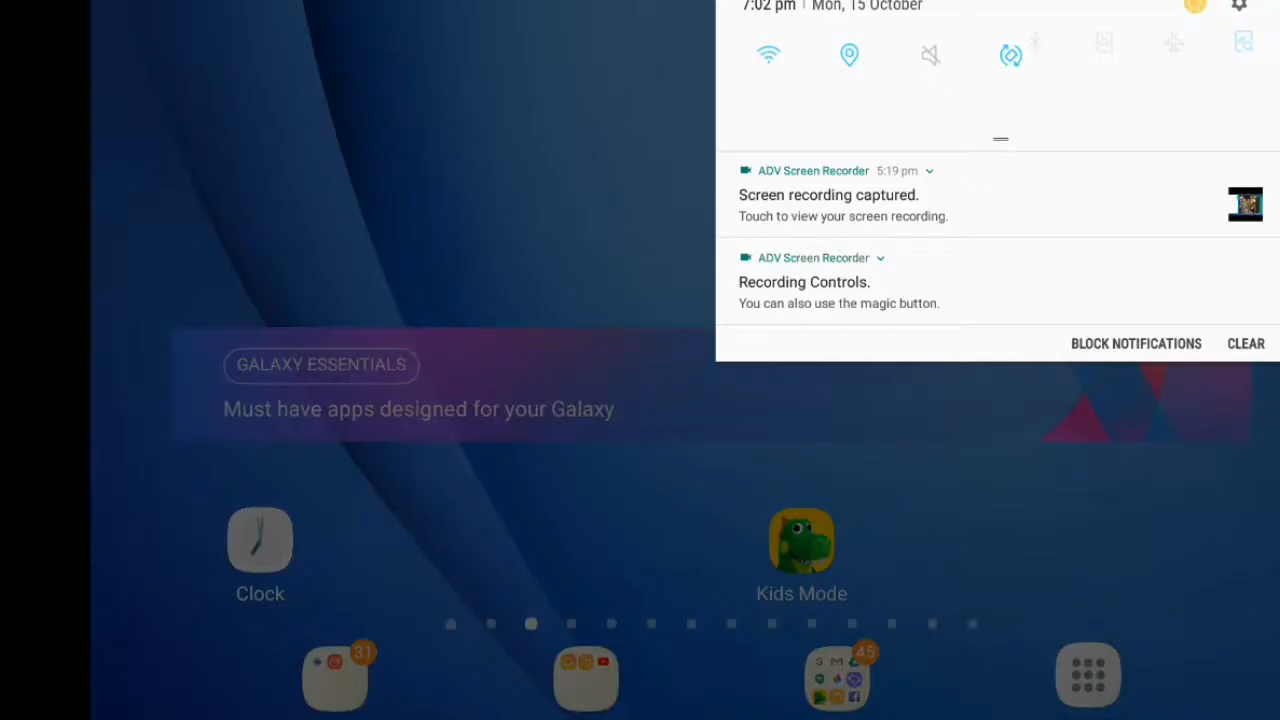 7:02 pm | Mon, 15 October
ADV Screen Recorder 5:19 pm
Screen recording captured.
Touch to view your screen recording.
ADV Screen Recorder
Recording Controls.
You can also use the magic button.
BLOCK NOTIFICATIONS CLEAR
GALAXY ESSENTIALS
Must have apps designed for your Galaxy
Clock
Kids Mode
31
45